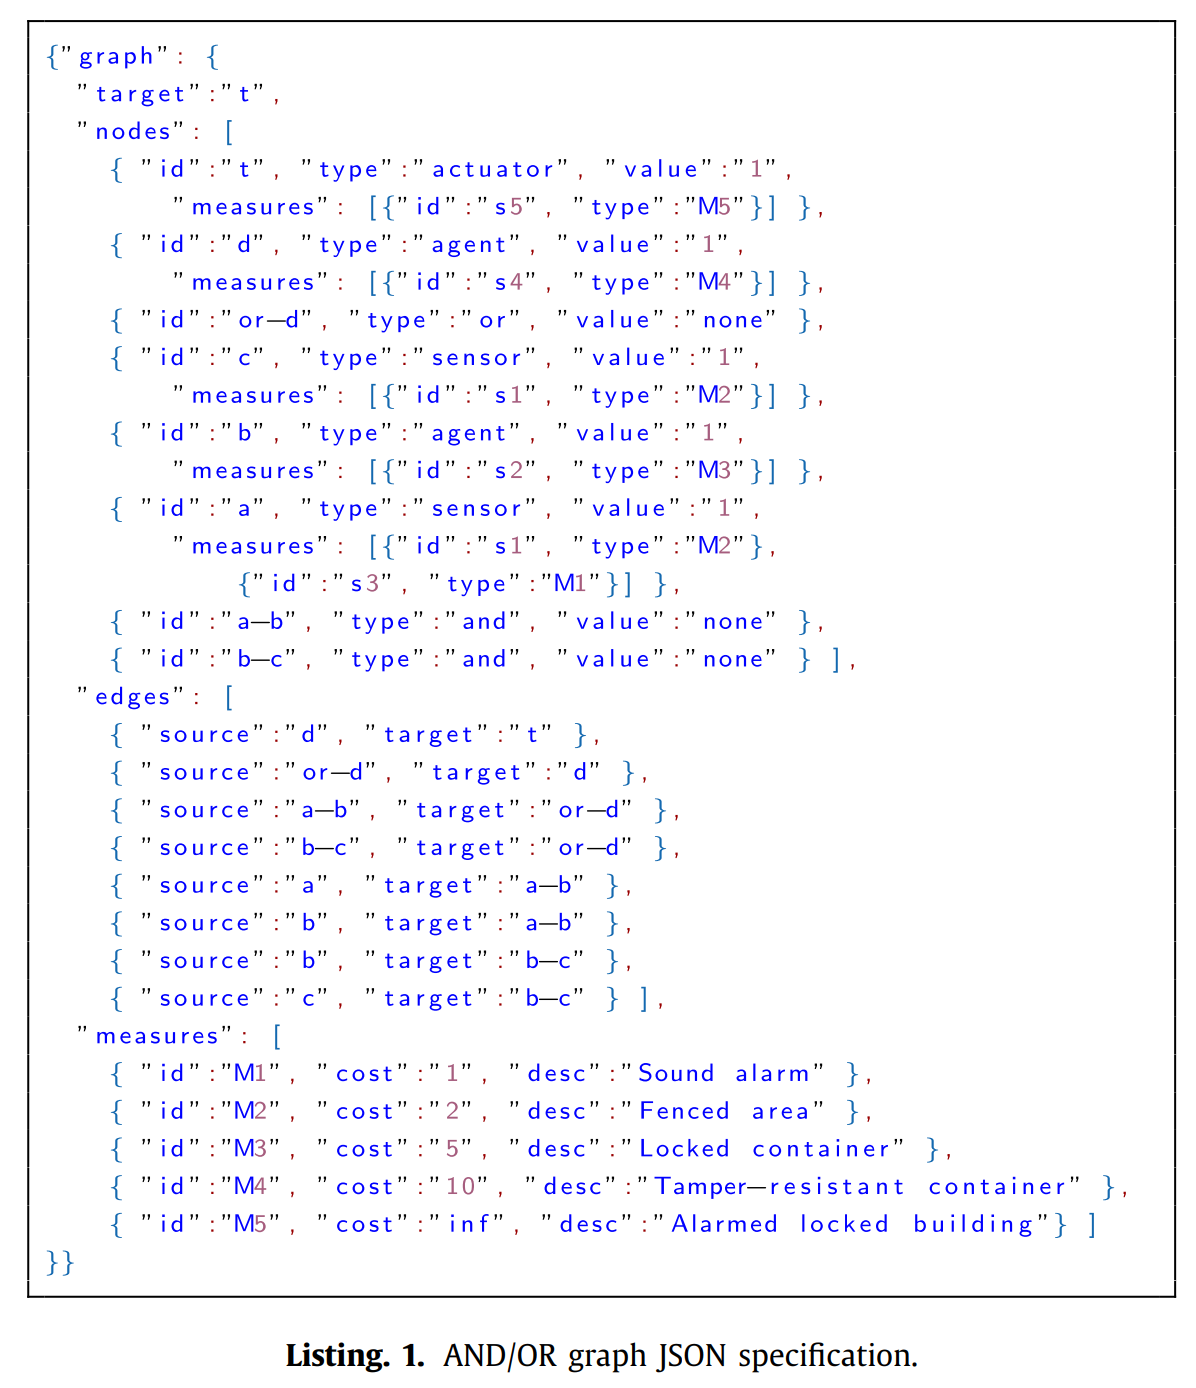 {"graph": {
"target":"t",
"nodes": [
{ "id":"t", "type":"actuator", "value":"1",
"measures": [{"id":"s5", "type":"M5"}] },
{ "id":"d", "type":"agent", "value":"1",
"measures": [{"id":"s4", "type":"M4"}] },
{ "id":"or–d", "type":"or", "value":"none" },
{ "id":"c", "type":"sensor", "value":"1",
"measures": [{"id":"s1", "type":"M2"}] },
{ "id":"b", "type":"agent", "value":"1",
"measures": [{"id":"s2", "type":"M3"}] },
{ "id":"a", "type":"sensor", "value":"1",
"measures": [{"id":"s1", "type":"M2"},
{"id":"s3", "type":"M1"}] },
{ "id":"a–b", "type":"and", "value":"none" },
{ "id":"b–c", "type":"and", "value":"none" } ],
"edges": [
{ "source":"d", "target":"t" },
{ "source":"or–d", "target":"d" },
{ "source":"a–b", "target":"or–d" },
{ "source":"b–c", "target":"or–d" },
{ "source":"a", "target":"a–b" },
{ "source":"b", "target":"a–b" },
{ "source":"b", "target":"b–c" },
{ "source":"c", "target":"b–c" } ],
"measures": [
{ "id":"M1", "cost":"1", "desc":"Sound alarm" },
{ "id":"M2", "cost":"2", "desc":"Fenced area" },
{ "id":"M3", "cost":"5", "desc":"Locked container" },
{ "id":"M4", "cost":"10", "desc":"Tamper–resistant container" },
{ "id":"M5", "cost":"inf", "desc":"Alarmed locked building"} ]
}}
Listing. 1. AND/OR graph JSON specification.